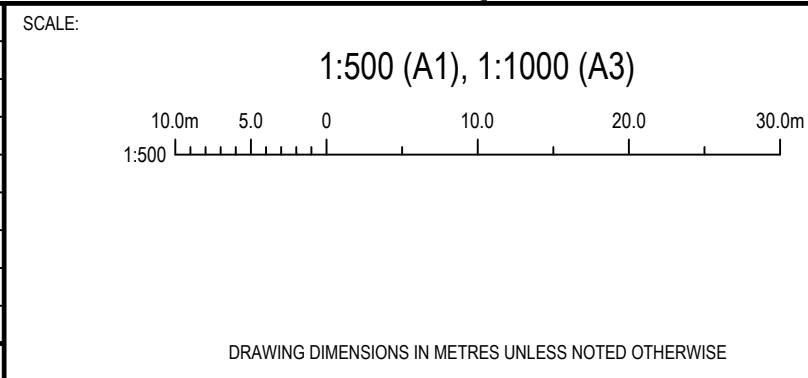 SCALE:
1:500 (A1), 1:1000 (A3)
10.0m 5.0 0 10.0 20.0 30.0m
1:500
DRAWING DIMENSIONS IN METRES UNLESS NOTED OTHERWISE